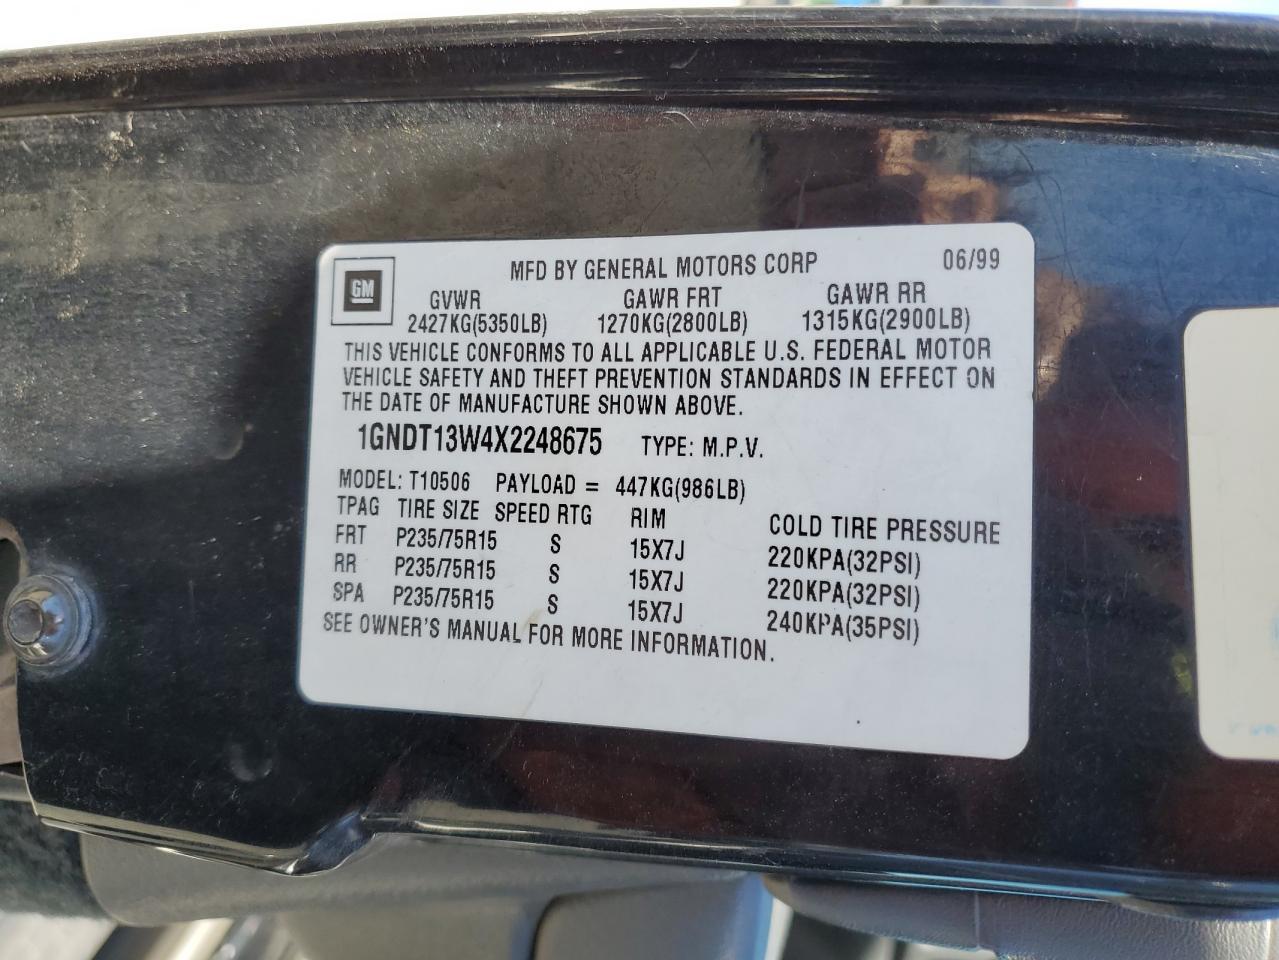 MFD BY GENERAL MOTORS CORP 06/99
GM
GVWR GAWR FRT GAWR RR
2427KG(5350LB) 1270KG(2800LB) 1315KG(2900LB)
THIS VEHICLE CONFORMS TO ALL APPLICABLE U.S. FEDERAL MOTOR
VEHICLE SAFETY AND THEFT PREVENTION STANDARDS IN EFFECT ON
THE DATE OF MANUFACTURE SHOWN ABOVE.
1GNDT13W4X2248675 TYPE: M.P.V.
MODEL: T10506 PAYLOAD = 447KG(986LB)
TPAG TIRE SIZE SPEED RTG RIM COLD TIRE PRESSURE
FRT P235/75R15 S 15X7J 220KPA(32PSI)
RR P235/75R15 S 15X7J 220KPA(32PSI)
SPA P235/75R15 S 15X7J 240KPA(35PSI)
SEE OWNER'S MANUAL FOR MORE INFORMATION.